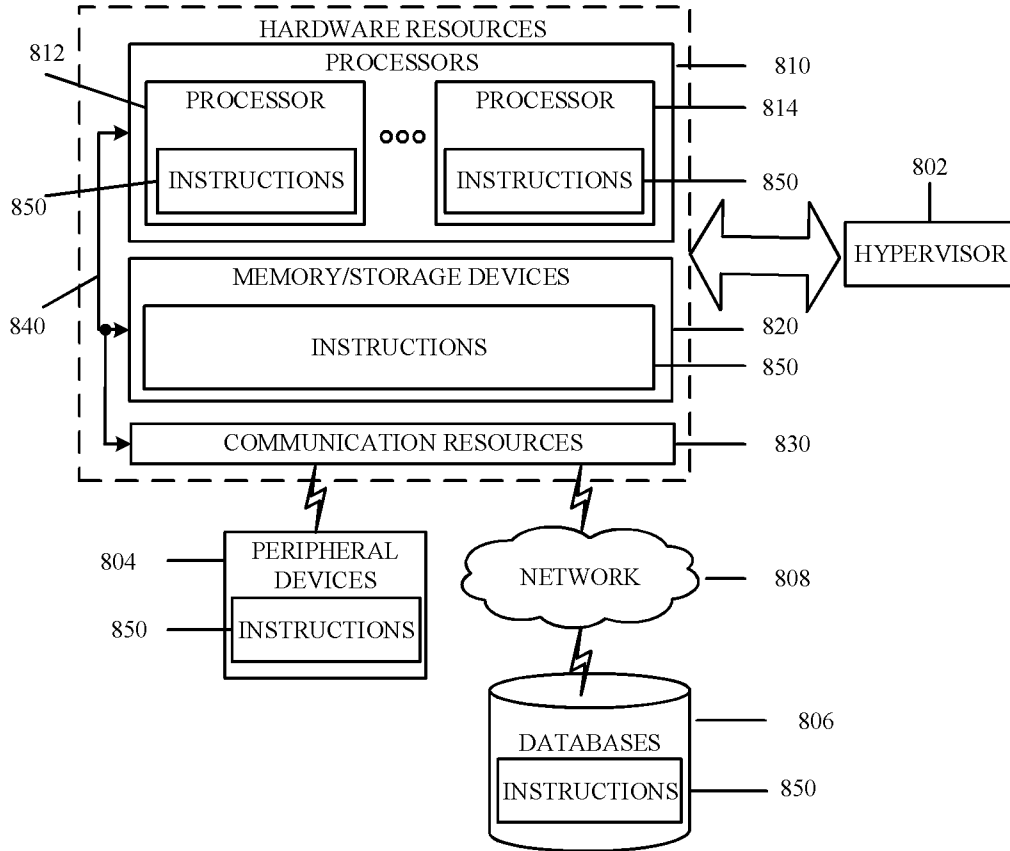 HARDWARE RESOURCES
812
PROCESSORS
810
PROCESSOR
PROCESSOR
814
INSTRUCTIONS
INSTRUCTIONS
850
850
802
HYPERVISOR
MEMORY/STORAGE DEVICES
840
820
INSTRUCTIONS
850
COMMUNICATION RESOURCES
830
804
PERIPHERAL
DEVICES
NETWORK
808
850
INSTRUCTIONS
806
DATABASES
INSTRUCTIONS
850